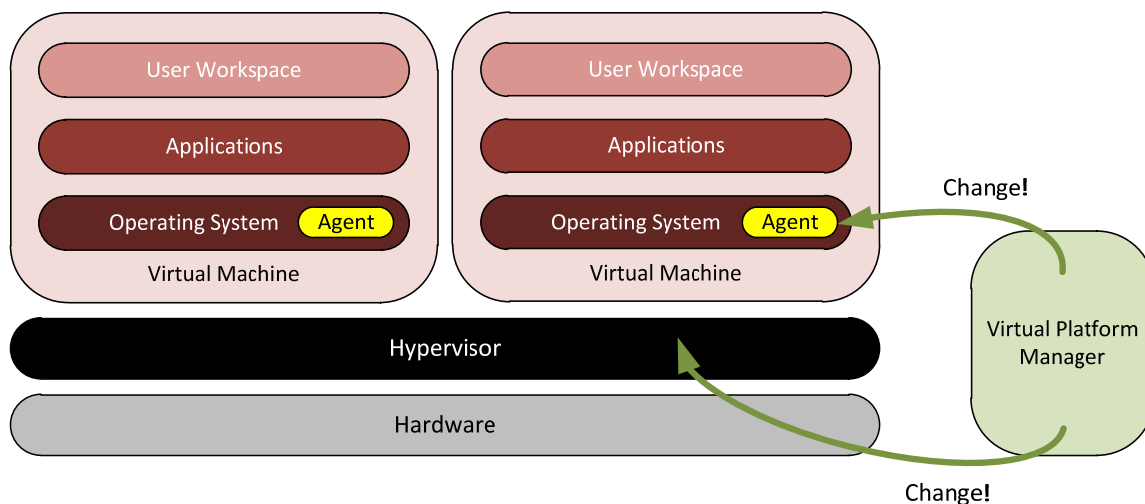 User Workspace
Applications
Operating System
Agent
Virtual Machine
User Workspace
Applications
Operating System
Agent
Virtual Machine
Change!
Virtual Platform
Manager
Hypervisor
Hardware
Change!